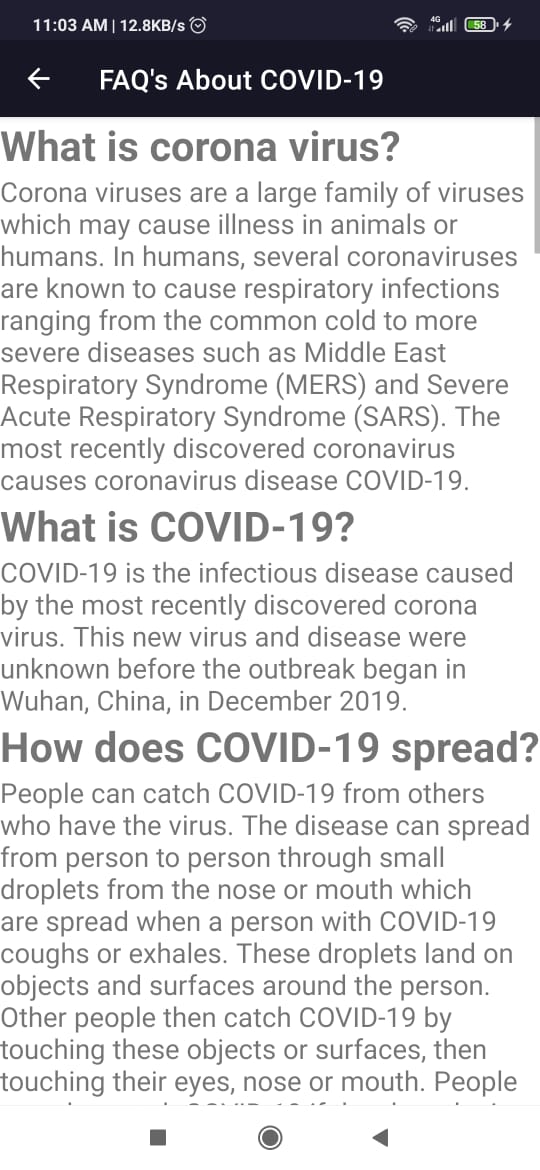 11:03 AM | 12.8KB/s
4G
58
FAQ's About COVID-19
What is corona virus?
Corona viruses are a large family of viruses
which may cause illness in animals or
humans. In humans, several coronaviruses
are known to cause respiratory infections
ranging from the common cold to more
severe diseases such as Middle East
Respiratory Syndrome (MERS) and Severe
Acute Respiratory Syndrome (SARS). The
most recently discovered coronavirus
causes coronavirus disease COVID-19.
What is COVID-19?
COVID-19 is the infectious disease caused
by the most recently discovered corona
virus. This new virus and disease were
unknown before the outbreak began in
Wuhan, China, in December 2019.
How does COVID-19 spread?
People can catch COVID-19 from others
who have the virus. The disease can spread
from person to person through small
droplets from the nose or mouth which
are spread when a person with COVID-19
coughs or exhales. These droplets land on
objects and surfaces around the person.
Other people then catch COVID-19 by
touching these objects or surfaces, then
touching their eyes, nose or mouth. People